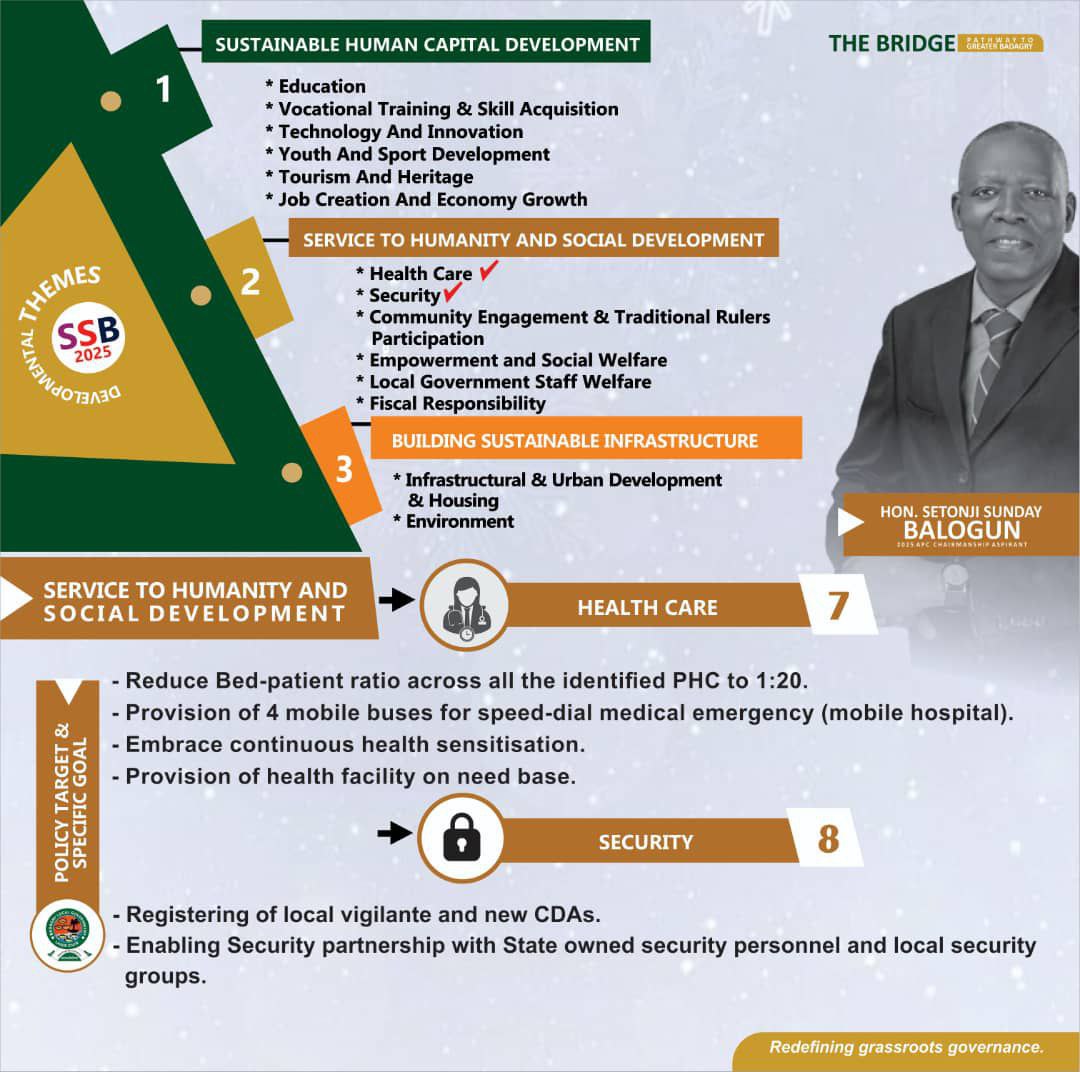 THE BRIDGE
PATHWAY TO
GREATER BADAGRY
1
SUSTAINABLE HUMAN CAPITAL DEVELOPMENT
* Education
* Vocational Training & Skill Acquisition
* Technology And Innovation
* Youth And Sport Development
* Tourism And Heritage
* Job Creation And Economy Growth
2
SERVICE TO HUMANITY AND SOCIAL DEVELOPMENT
* Health Care
* Security
* Community Engagement & Traditional Rulers
Participation
* Empowerment and Social Welfare
* Local Government Staff Welfare
* Fiscal Responsibility
DEVELOPMENTAL THEMES
SSB
2025
3
BUILDING SUSTAINABLE INFRASTRUCTURE
* Infrastructural & Urban Development
& Housing
* Environment
HON. SETONJI SUNDAY
BALOGUN
2025 APC CHAIRMANSHIP ASPIRANT
SERVICE TO HUMANITY AND
SOCIAL DEVELOPMENT
HEALTH CARE
7
POLICY TARGET &
SPECIFIC GOAL
- Reduce Bed-patient ratio across all the identified PHC to 1:20.
- Provision of 4 mobile buses for speed-dial medical emergency (mobile hospital).
- Embrace continuous health sensitisation.
- Provision of health facility on need base.
SECURITY
8
- Registering of local vigilante and new CDAs.
- Enabling Security partnership with State owned security personnel and local security
groups.
Redefining grassroots governance.